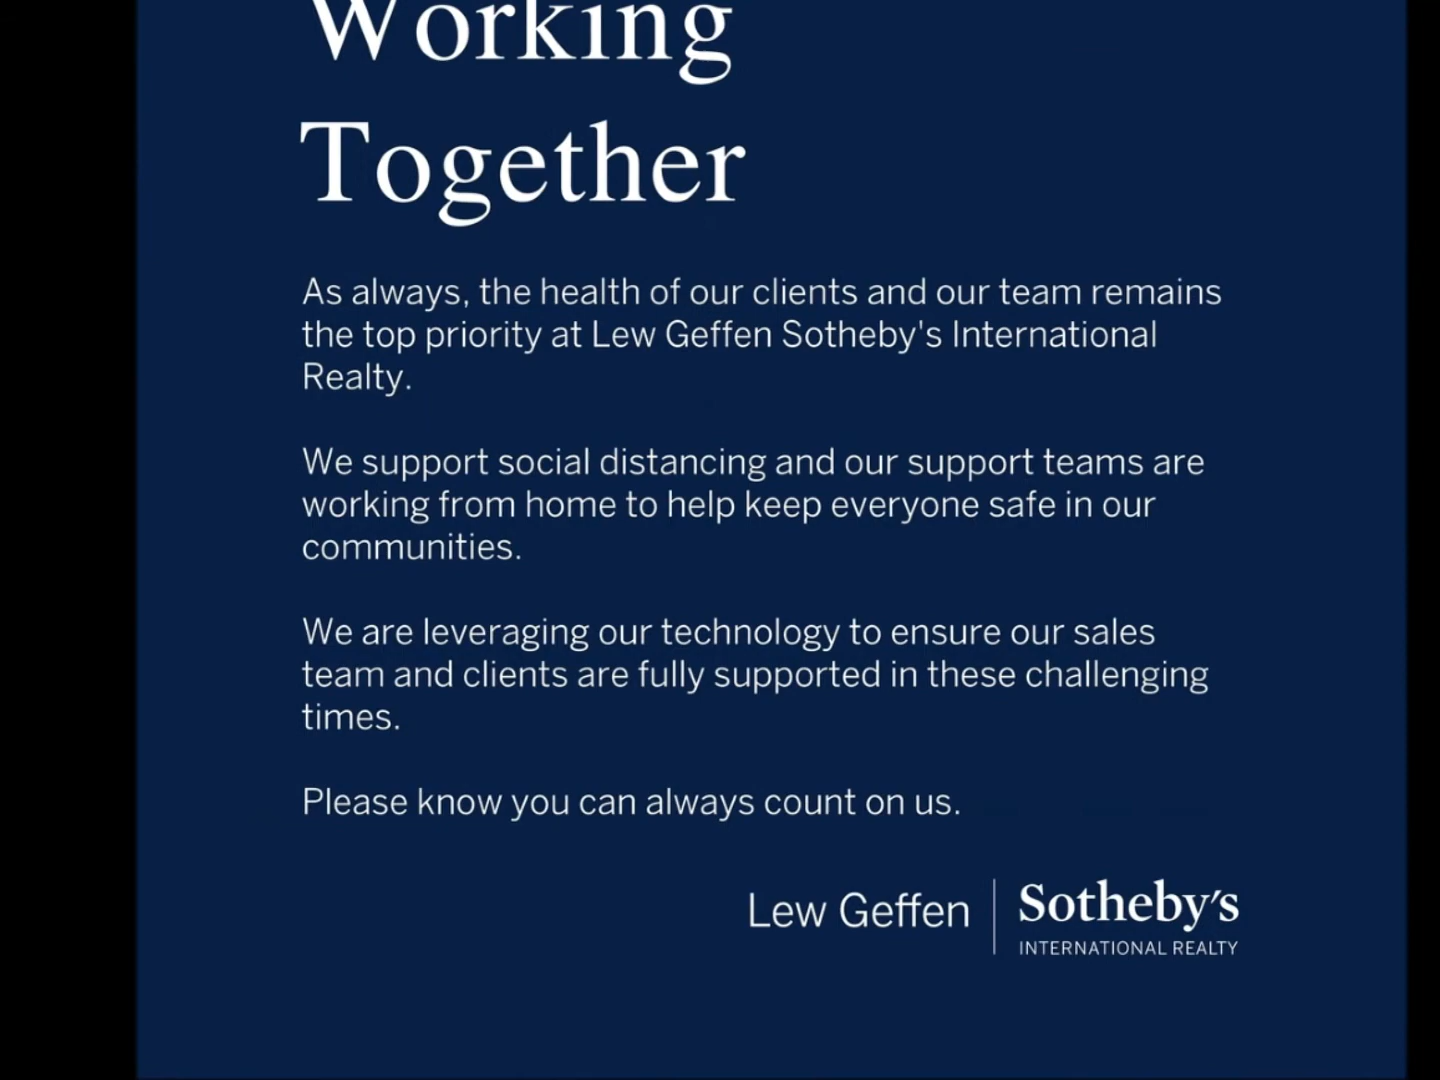 Working
Together
As always, the health of our clients and our team remains
the top priority at Lew Geffen Sotheby's International
Realty.
We support social distancing and our support teams are
working from home to help keep everyone safe in our
communities.
We are leveraging our technology to ensure our sales
team and clients are fully supported in these challenging
times.
Please know you can always count on us.
Lew Geffen
Sotheby's
INTERNATIONAL REALTY